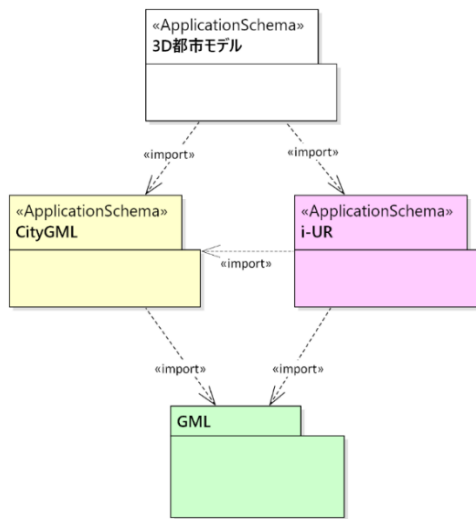 «ApplicationSchema»
3D都市モデル
«import»
«import»
«ApplicationSchema»
CityGML
«ApplicationSchema»
i-UR
«import»
«import»
«import»
GML